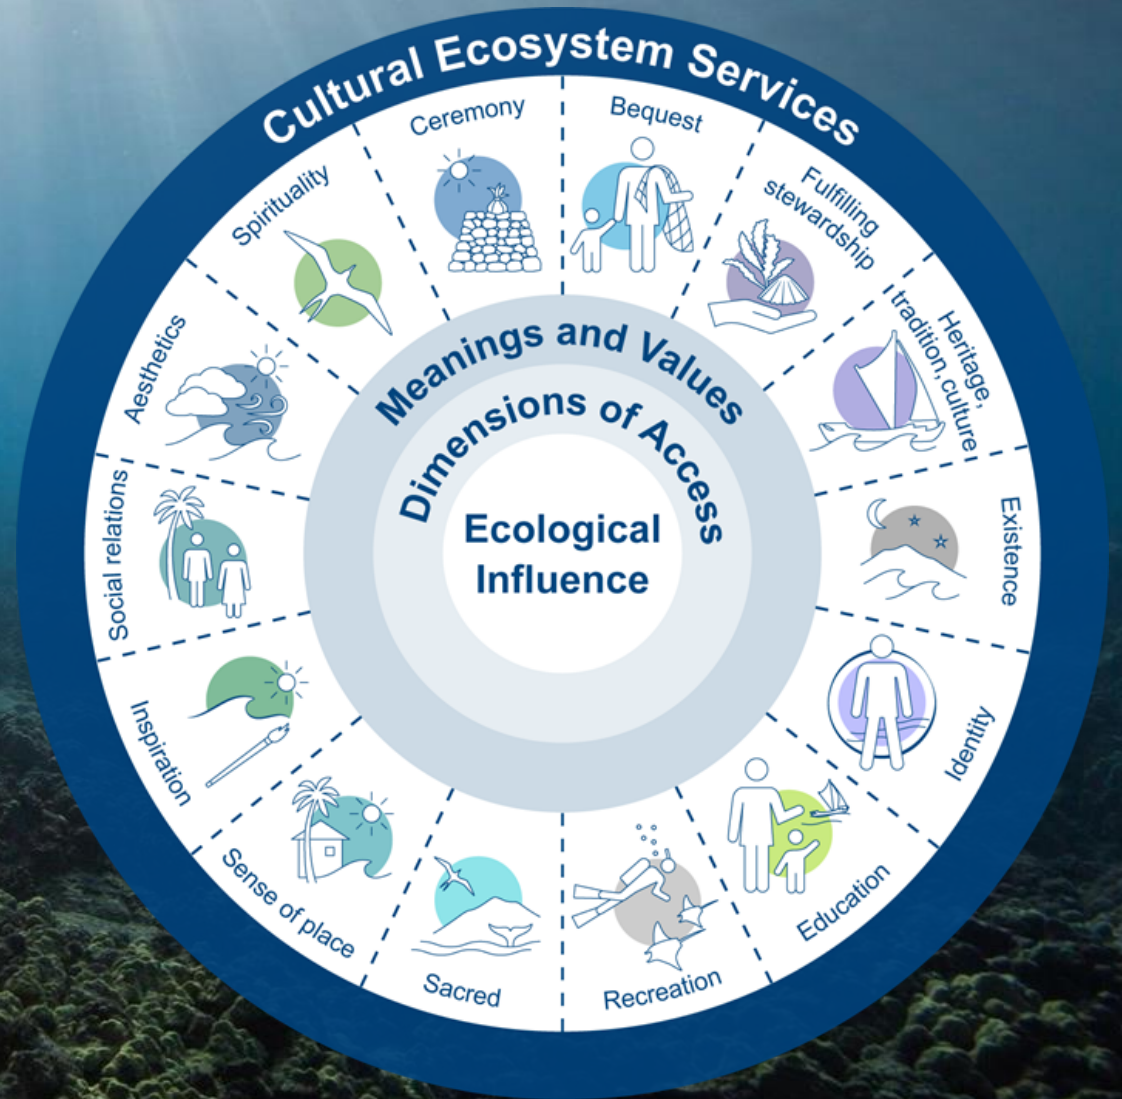 Cultural Ecosystem Services
Ceremony
Bequest
Fulfilling
stewardship
Heritage,
tradition,culture
Existence
Identity
Education
Recreation
Sacred
Sense of place
Inspiration
Social relations
Aesthetics
Spirituality
Meanings and Values
Dimensions of Access
Ecological
Influence